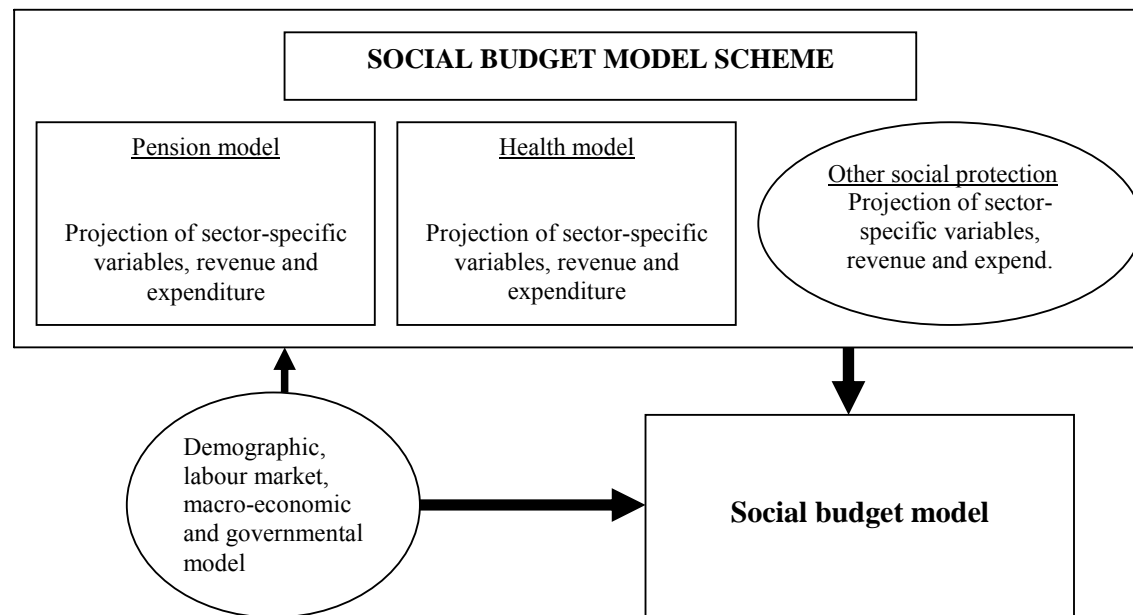 SOCIAL BUDGET MODEL SCHEME
Pension model
Projection of sector-specific
variables, revenue and
expenditure
Health model
Projection of sector-specific
variables, revenue and
expenditure
Other social protection
Projection of sector-
specific variables,
revenue and expend.
Demographic,
labour market,
macro-economic
and governmental
model
Social budget model